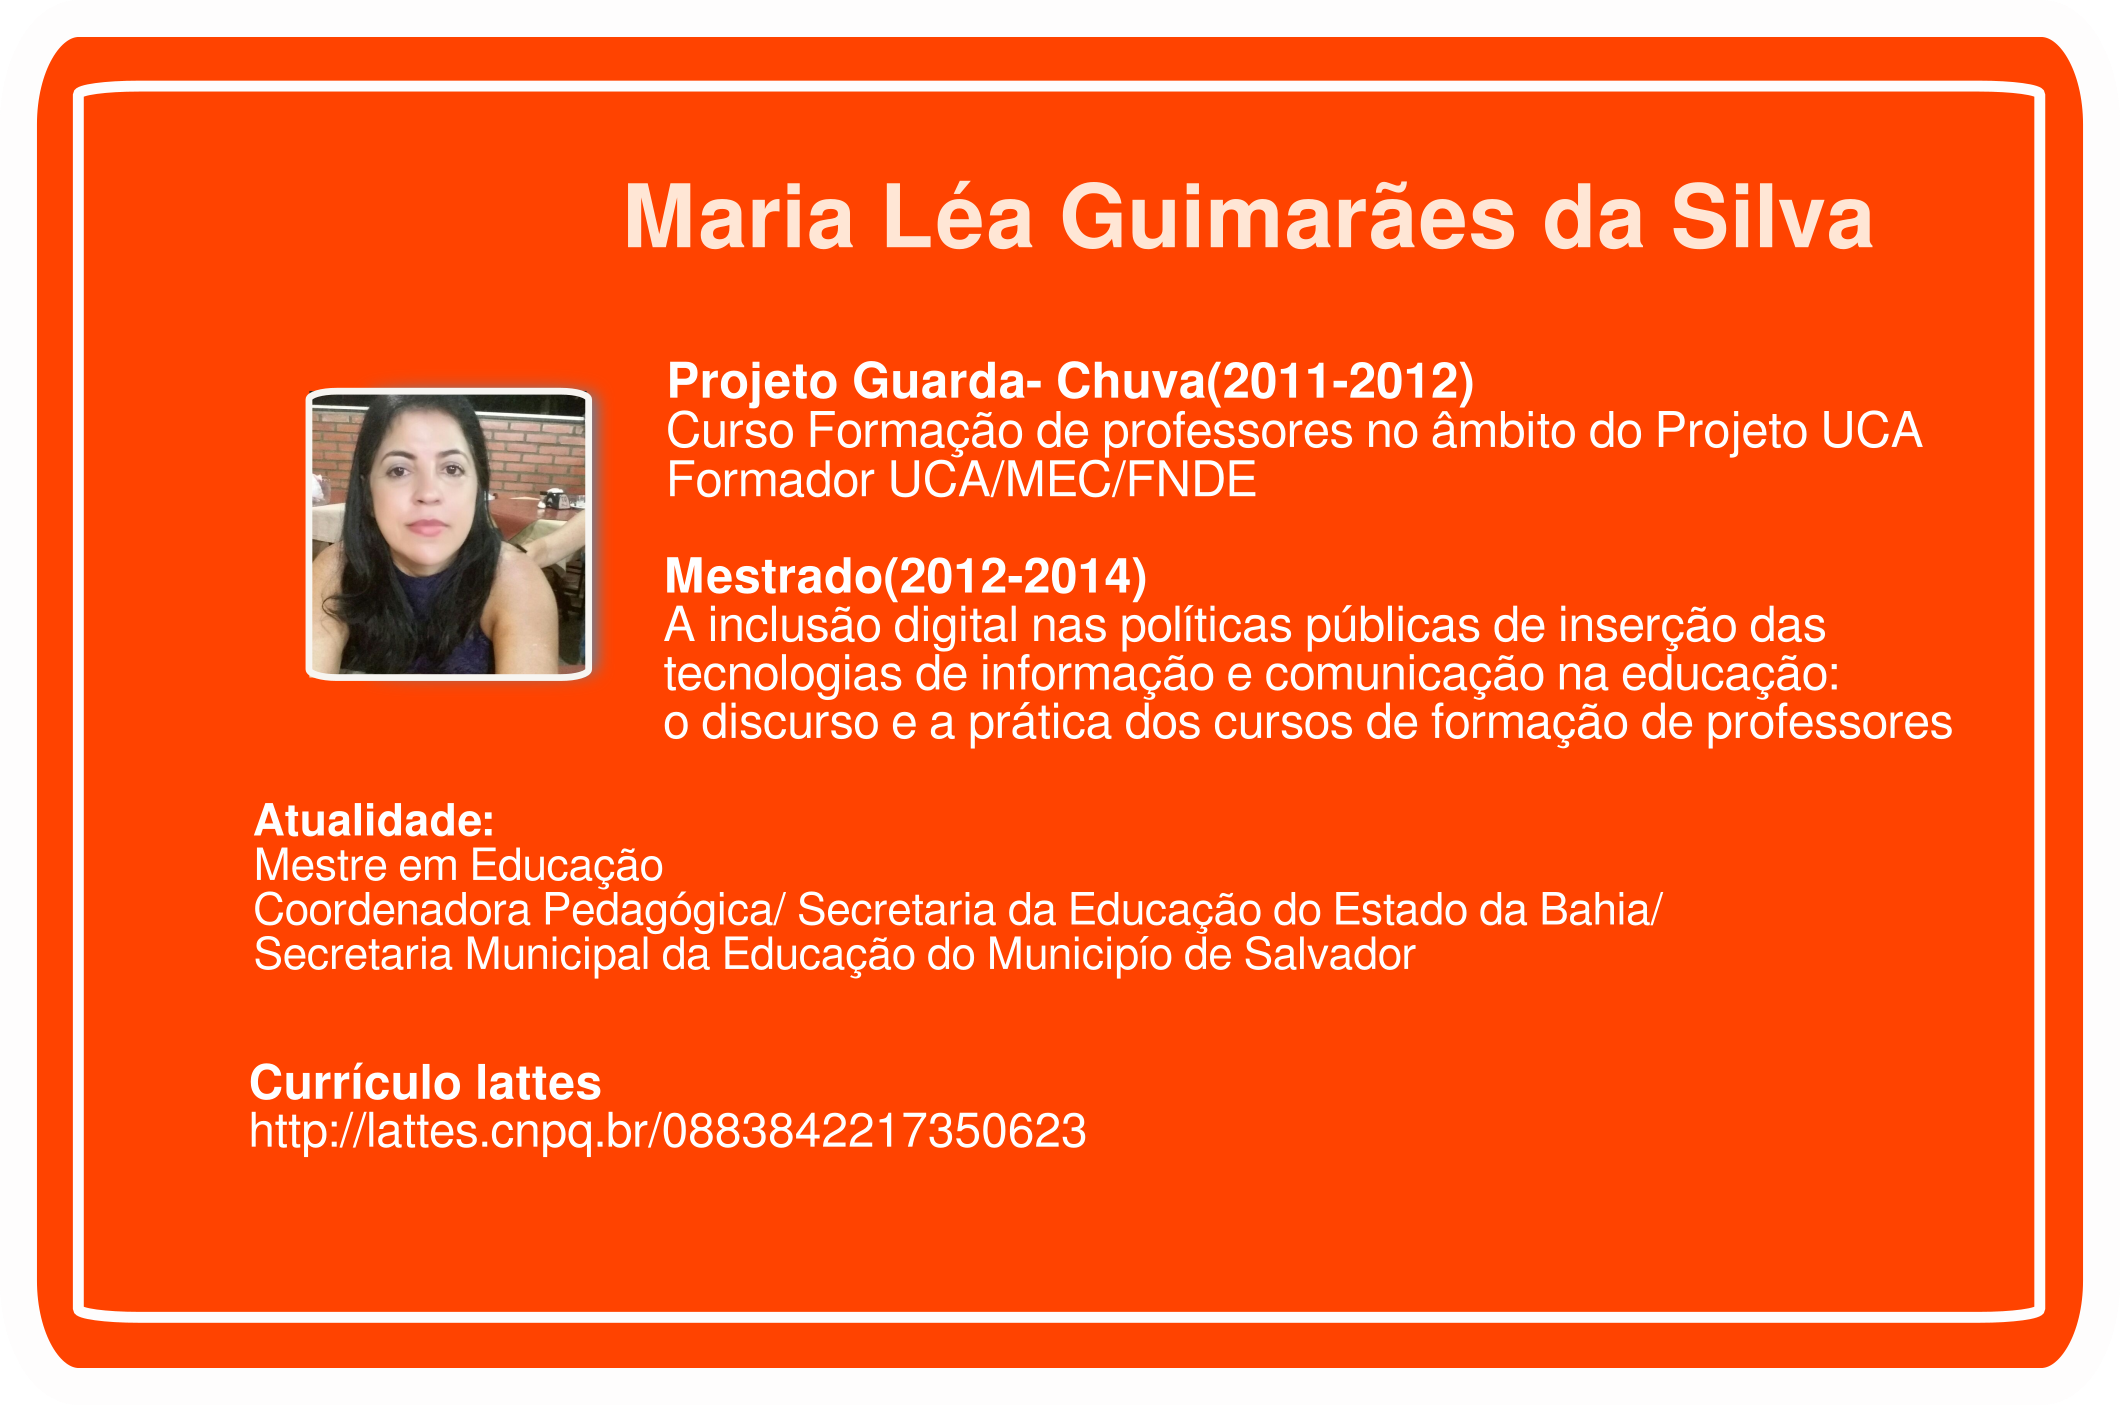 Maria Léa Guimarães da Silva
Projeto Guarda- Chuva(2011-2012)
Curso Formação de professores no âmbito do Projeto UCA
Formador UCA/MEC/FNDE
Mestrado(2012-2014)
A inclusão digital nas políticas públicas de inserção das
tecnologias de informação e comunicação na educação:
o discurso e a prática dos cursos de formação de professores
Atualidade:
Mestre em Educação
Coordenadora Pedagógica/ Secretaria da Educação do Estado da Bahia/
Secretaria Municipal da Educação do Municipío de Salvador
Currículo lattes
http://lattes.cnpq.br/0883842217350623